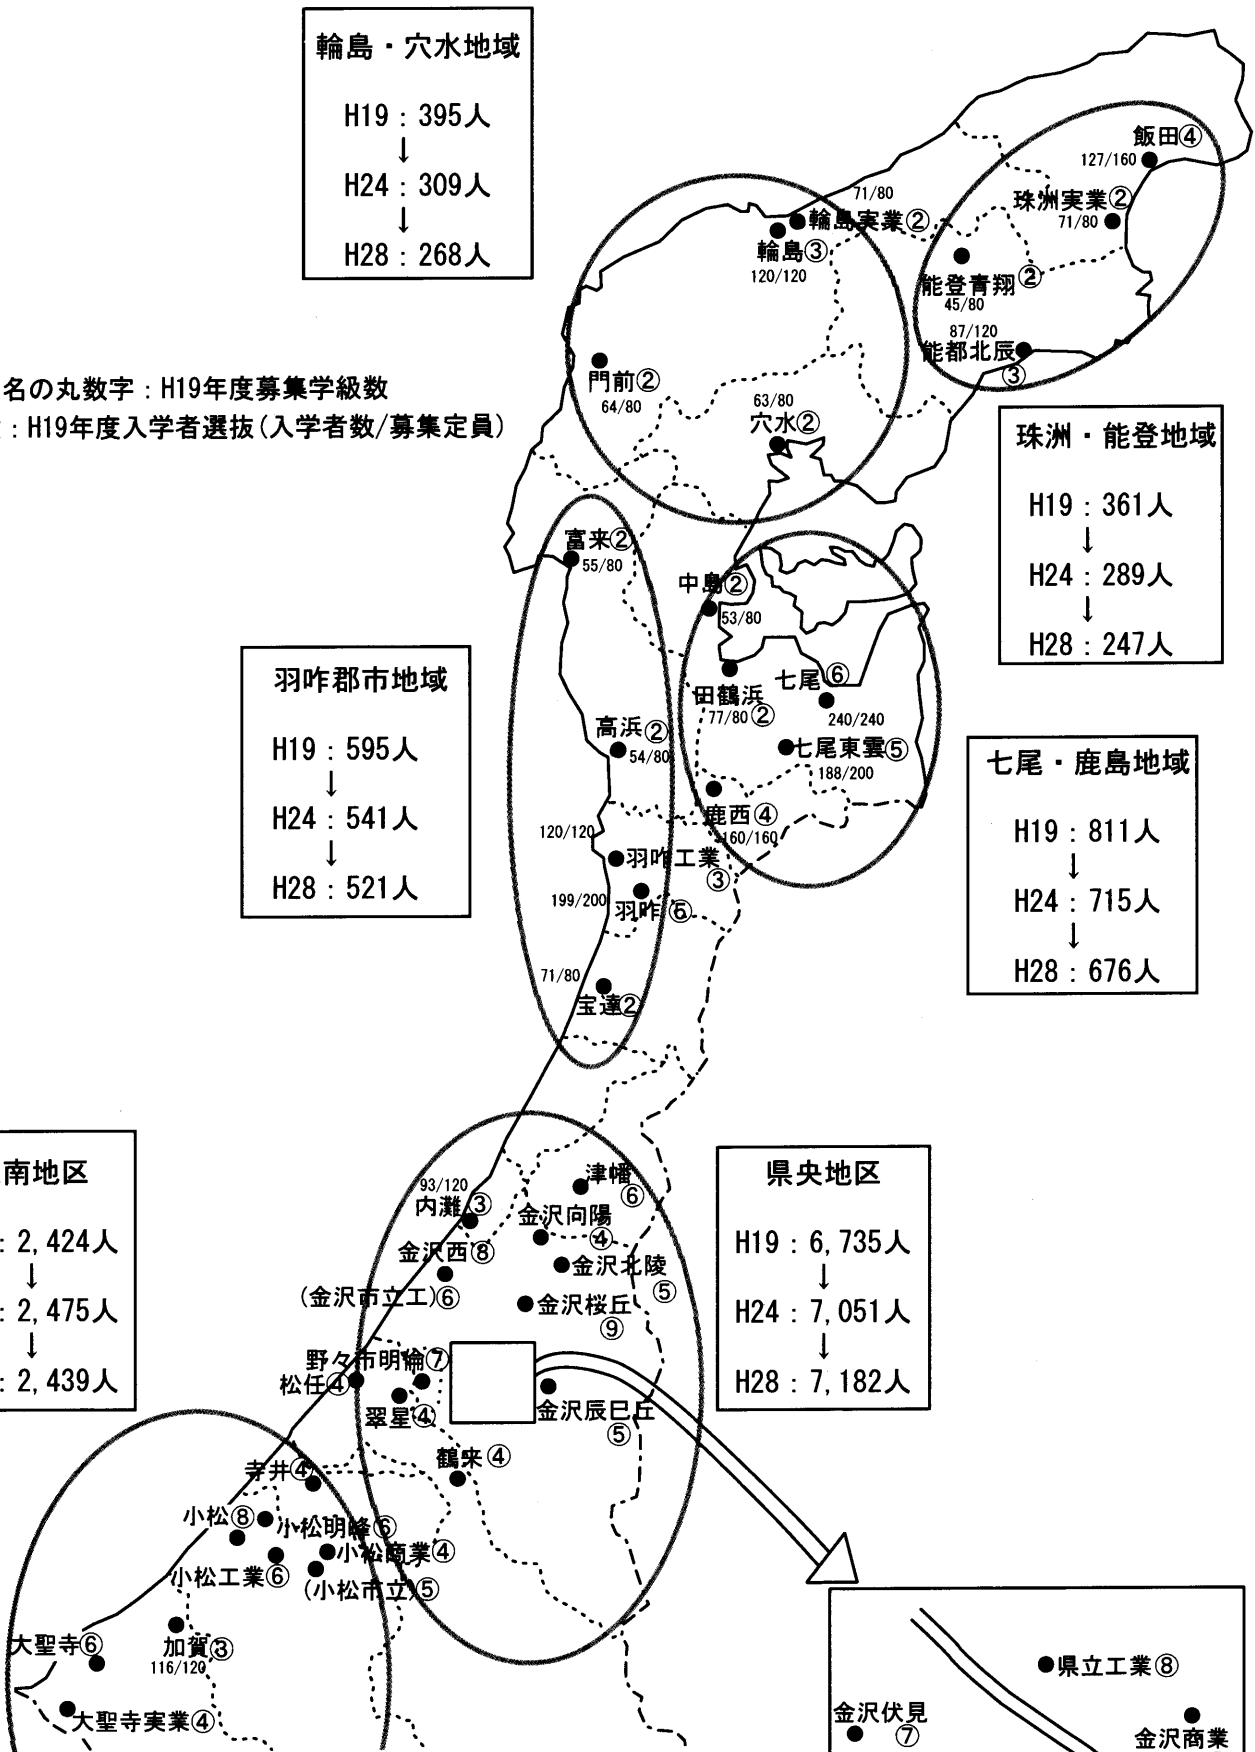 輪島・穴水地域
H19：395人
↓
H24：309人
↓
H28：268人
名の丸数字：H19年度募集学級数
：H19年度入学者選抜(入学者数/募集定員)
飯田④
127/160
珠洲実業②
71/80
能登青翔②
45/80
87/120
能都北辰
③
71/80
輪島実業②
輪島③
120/120
門前②
64/80
63/80
穴水②
珠洲・能登地域
H19：361人
↓
H24：289人
↓
H28：247人
富来②
55/80
中島②
53/80
田鶴浜
77/80②
七尾⑥
240/240
七尾東雲⑤
188/200
鹿西④
160/160
羽咋郡市地域
H19：595人
↓
H24：541人
↓
H28：521人
高浜②
54/80
120/120
羽咋工業
③
199/200
羽咋⑤
71/80
宝達②
七尾・鹿島地域
H19：811人
↓
H24：715人
↓
H28：676人
南地区
：2,424人
↓
：2,475人
↓
：2,439人
県央地区
H19：6,735人
↓
H24：7,051人
↓
H28：7,182人
津幡
⑥
93/120
内灘③
金沢向陽
④
金沢西⑧
金沢北陵
⑤
(金沢市立工)⑥
金沢桜丘
⑨
野々市明倫⑦
松任④
翠星④
金沢辰巳丘
⑤
鶴来④
寺井④
小松⑧
小松明峰⑥
小松商業④
小松工業⑥
(小松市立)⑤
大聖寺⑥
加賀③
116/120
大聖寺実業④
県立工業⑧
金沢伏見
⑦
金沢商業